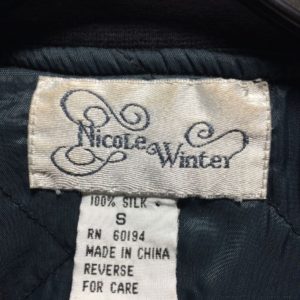 Nicole Winter
100% SILK
S
RN 60194
MADE IN CHINA
REVERSE
FOR CARE